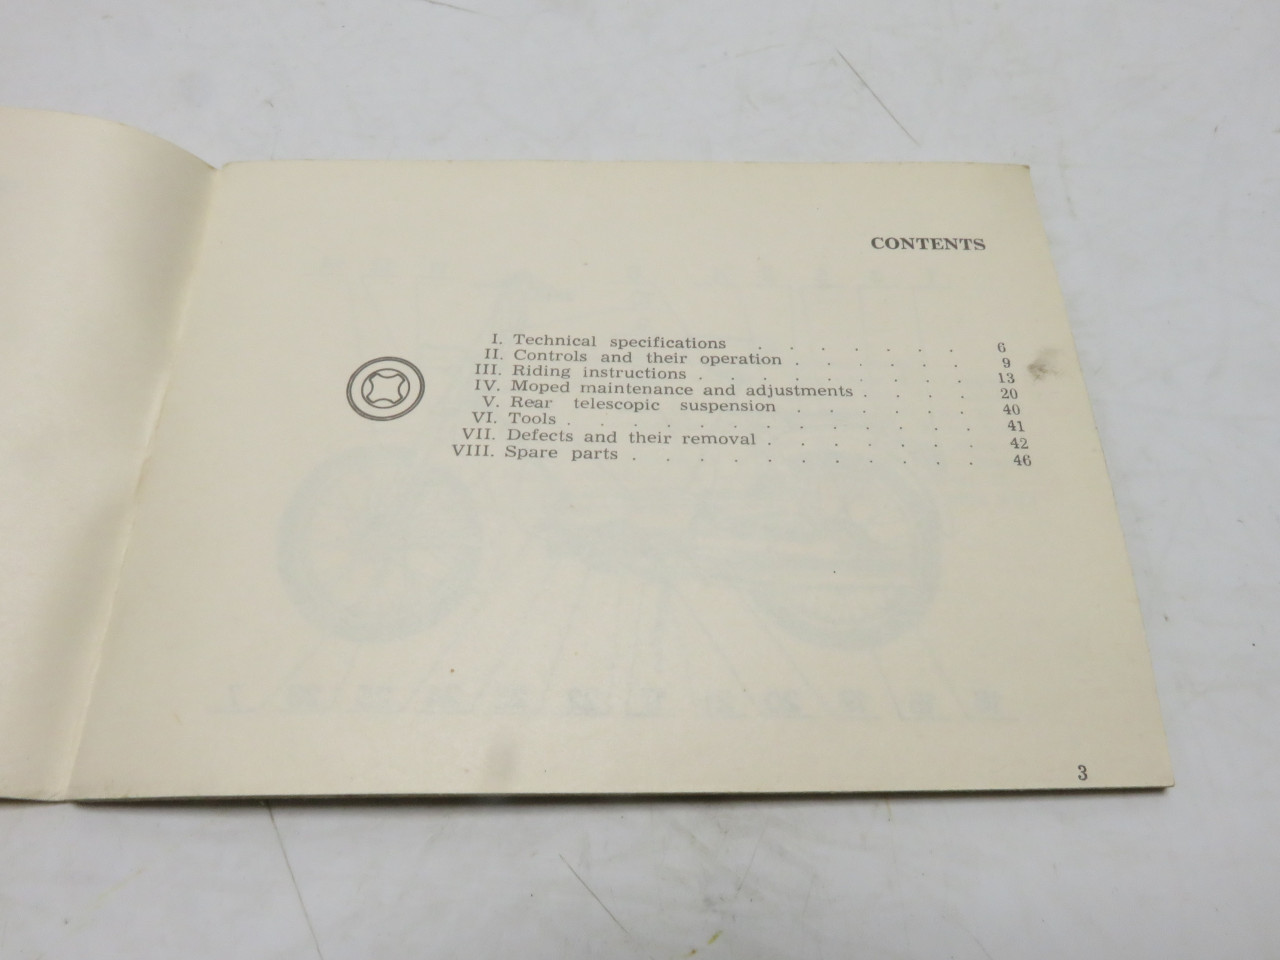 CONTENTS
I. Technical specifications . . . . . . . 6
II. Controls and their operation . . . . . . 9
III. Riding instructions . . . . . . . . . 13
IV. Moped maintenance and adjustments . . . . 20
V. Rear telescopic suspension . . . . . . 40
VI. Tools . . . . . . . . . . . . 41
VII. Defects and their removal . . . . . . . 42
VIII. Spare parts . . . . . . . . . . . 46
3